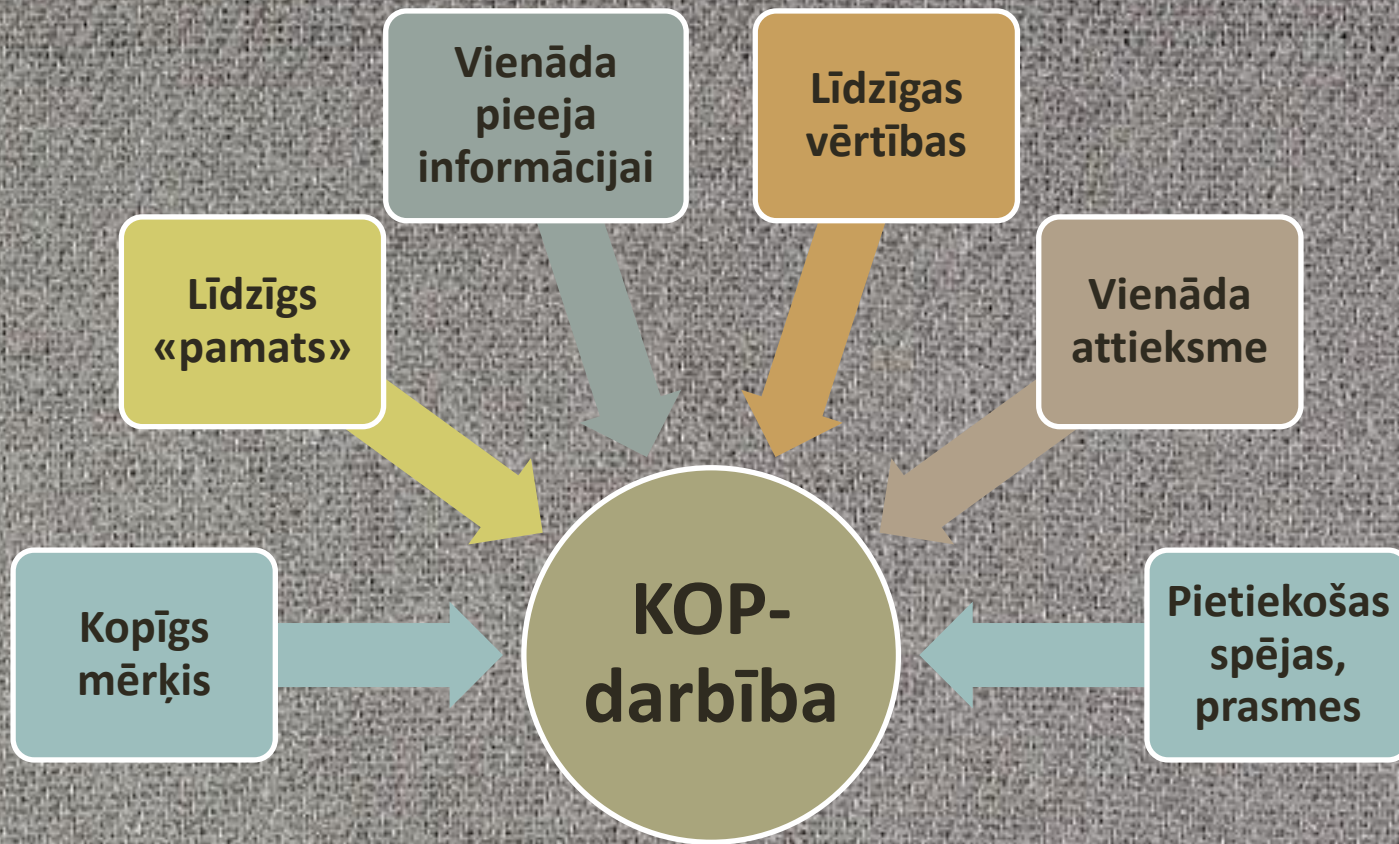 Vienāda
pieeja
informācijai
Līdzīgas
vērtības
Līdzīgs
«pamats»
Vienāda
attieksme
Kopīgs
mērķis
KOP-
darbība
Pietiekošas
spējas,
prasmes